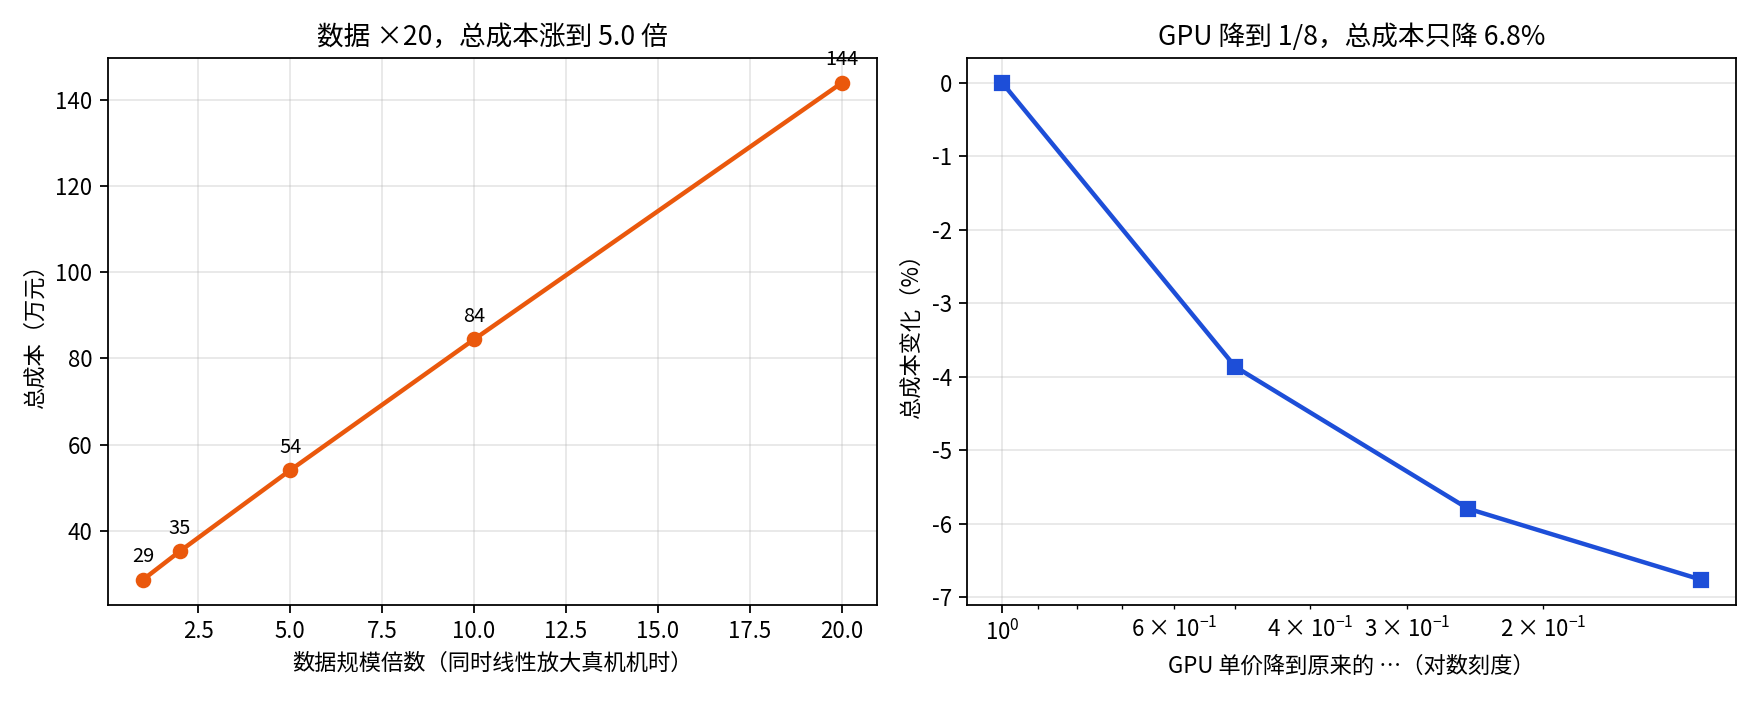 数据 ×20，总成本涨到 5.0 倍
144
84
54
35
29
140
120
100
80
60
40
总成本（万元）
2.5 5.0 7.5 10.0 12.5 15.0 17.5 20.0
数据规模倍数（同时线性放大真机机时）
GPU 降到 1/8，总成本只降 6.8%
0
-1
-2
-3
-4
-5
-6
-7
总成本变化（%）
10⁰ 6 × 10⁻¹ 4 × 10⁻¹ 3 × 10⁻¹ 2 × 10⁻¹
GPU 单价降到原来的 …（对数刻度）